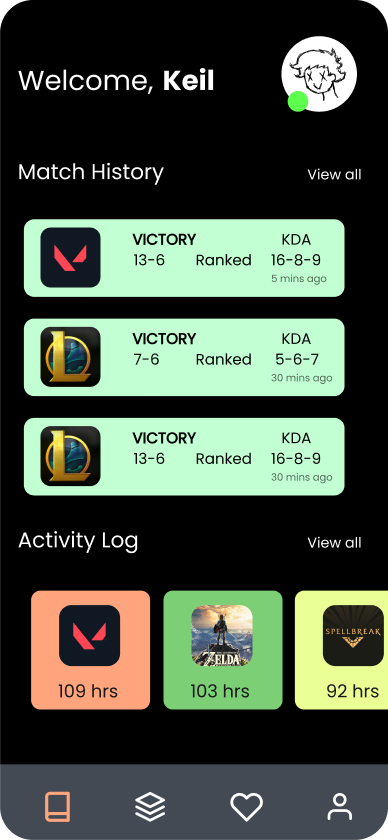 Welcome, Keil
Match History
View all
VICTORY KDA
13-6 Ranked 16-8-9
5 mins ago
VICTORY KDA
7-6 Ranked 5-6-7
30 mins ago
VICTORY KDA
13-6 Ranked 16-8-9
30 mins ago
Activity Log
View all
ZELDA
SPELLBREAK
109 hrs
103 hrs
92 hrs